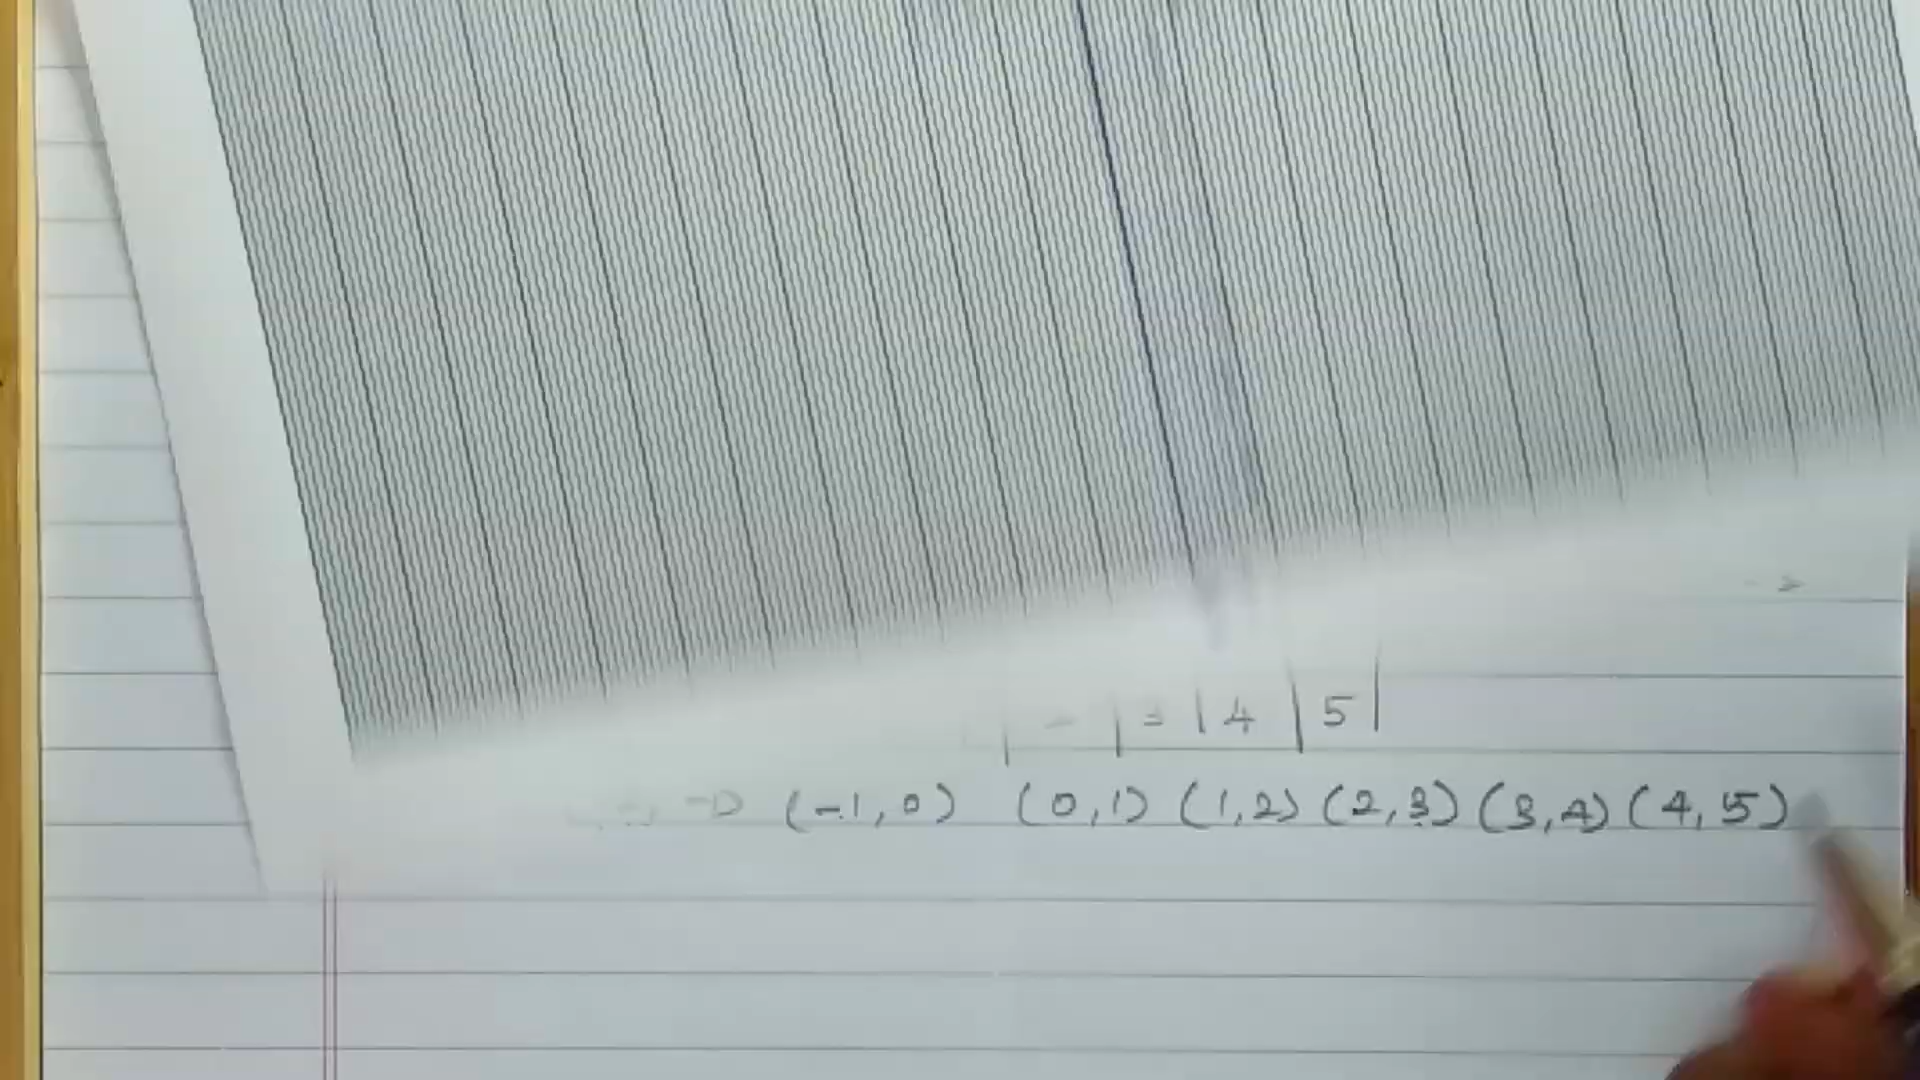 4 5
(-1,0) (0,1) (1,2) (2,3) (3,4) (4,5)